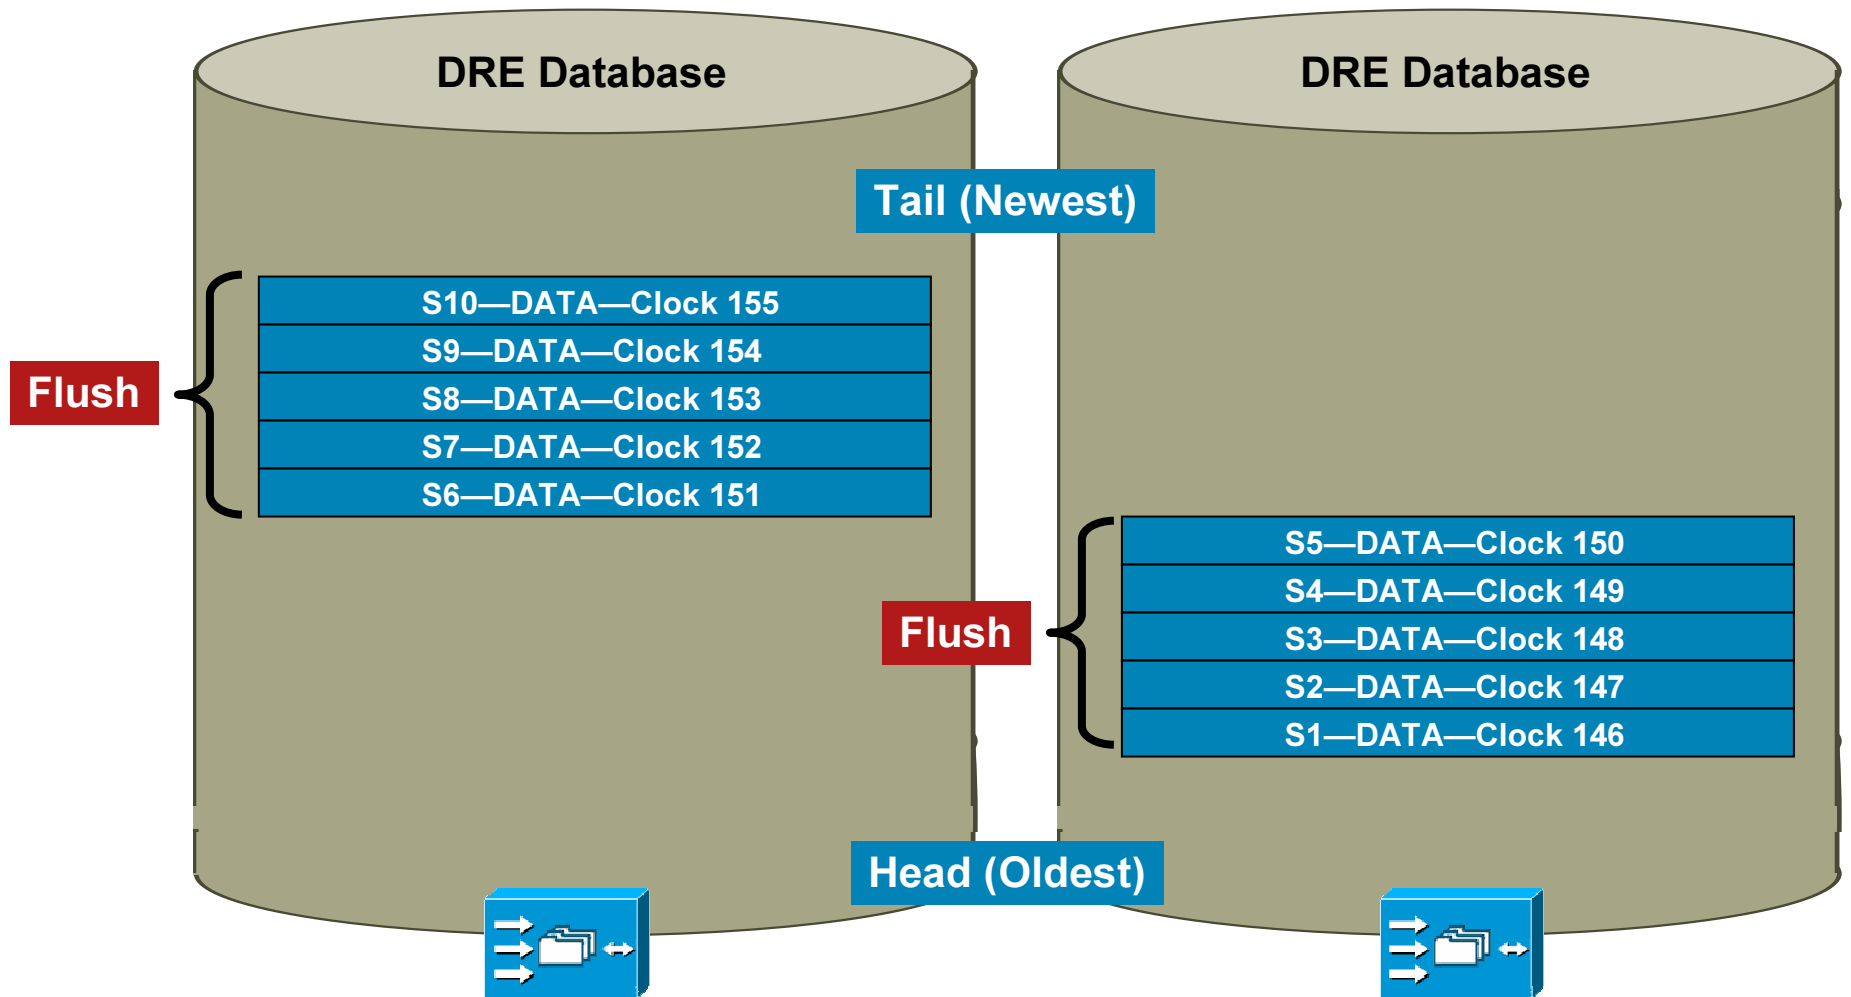 DRE Database
DRE Database
Tail (Newest)
S10—DATA—Clock 155
S9—DATA—Clock 154
Flush
S8—DATA—Clock 153
S7—DATA—Clock 152
S6—DATA—Clock 151
S5—DATA—Clock 150
S4—DATA—Clock 149
Flush
S3—DATA—Clock 148
S2—DATA—Clock 147
S1—DATA—Clock 146
Head (Oldest)